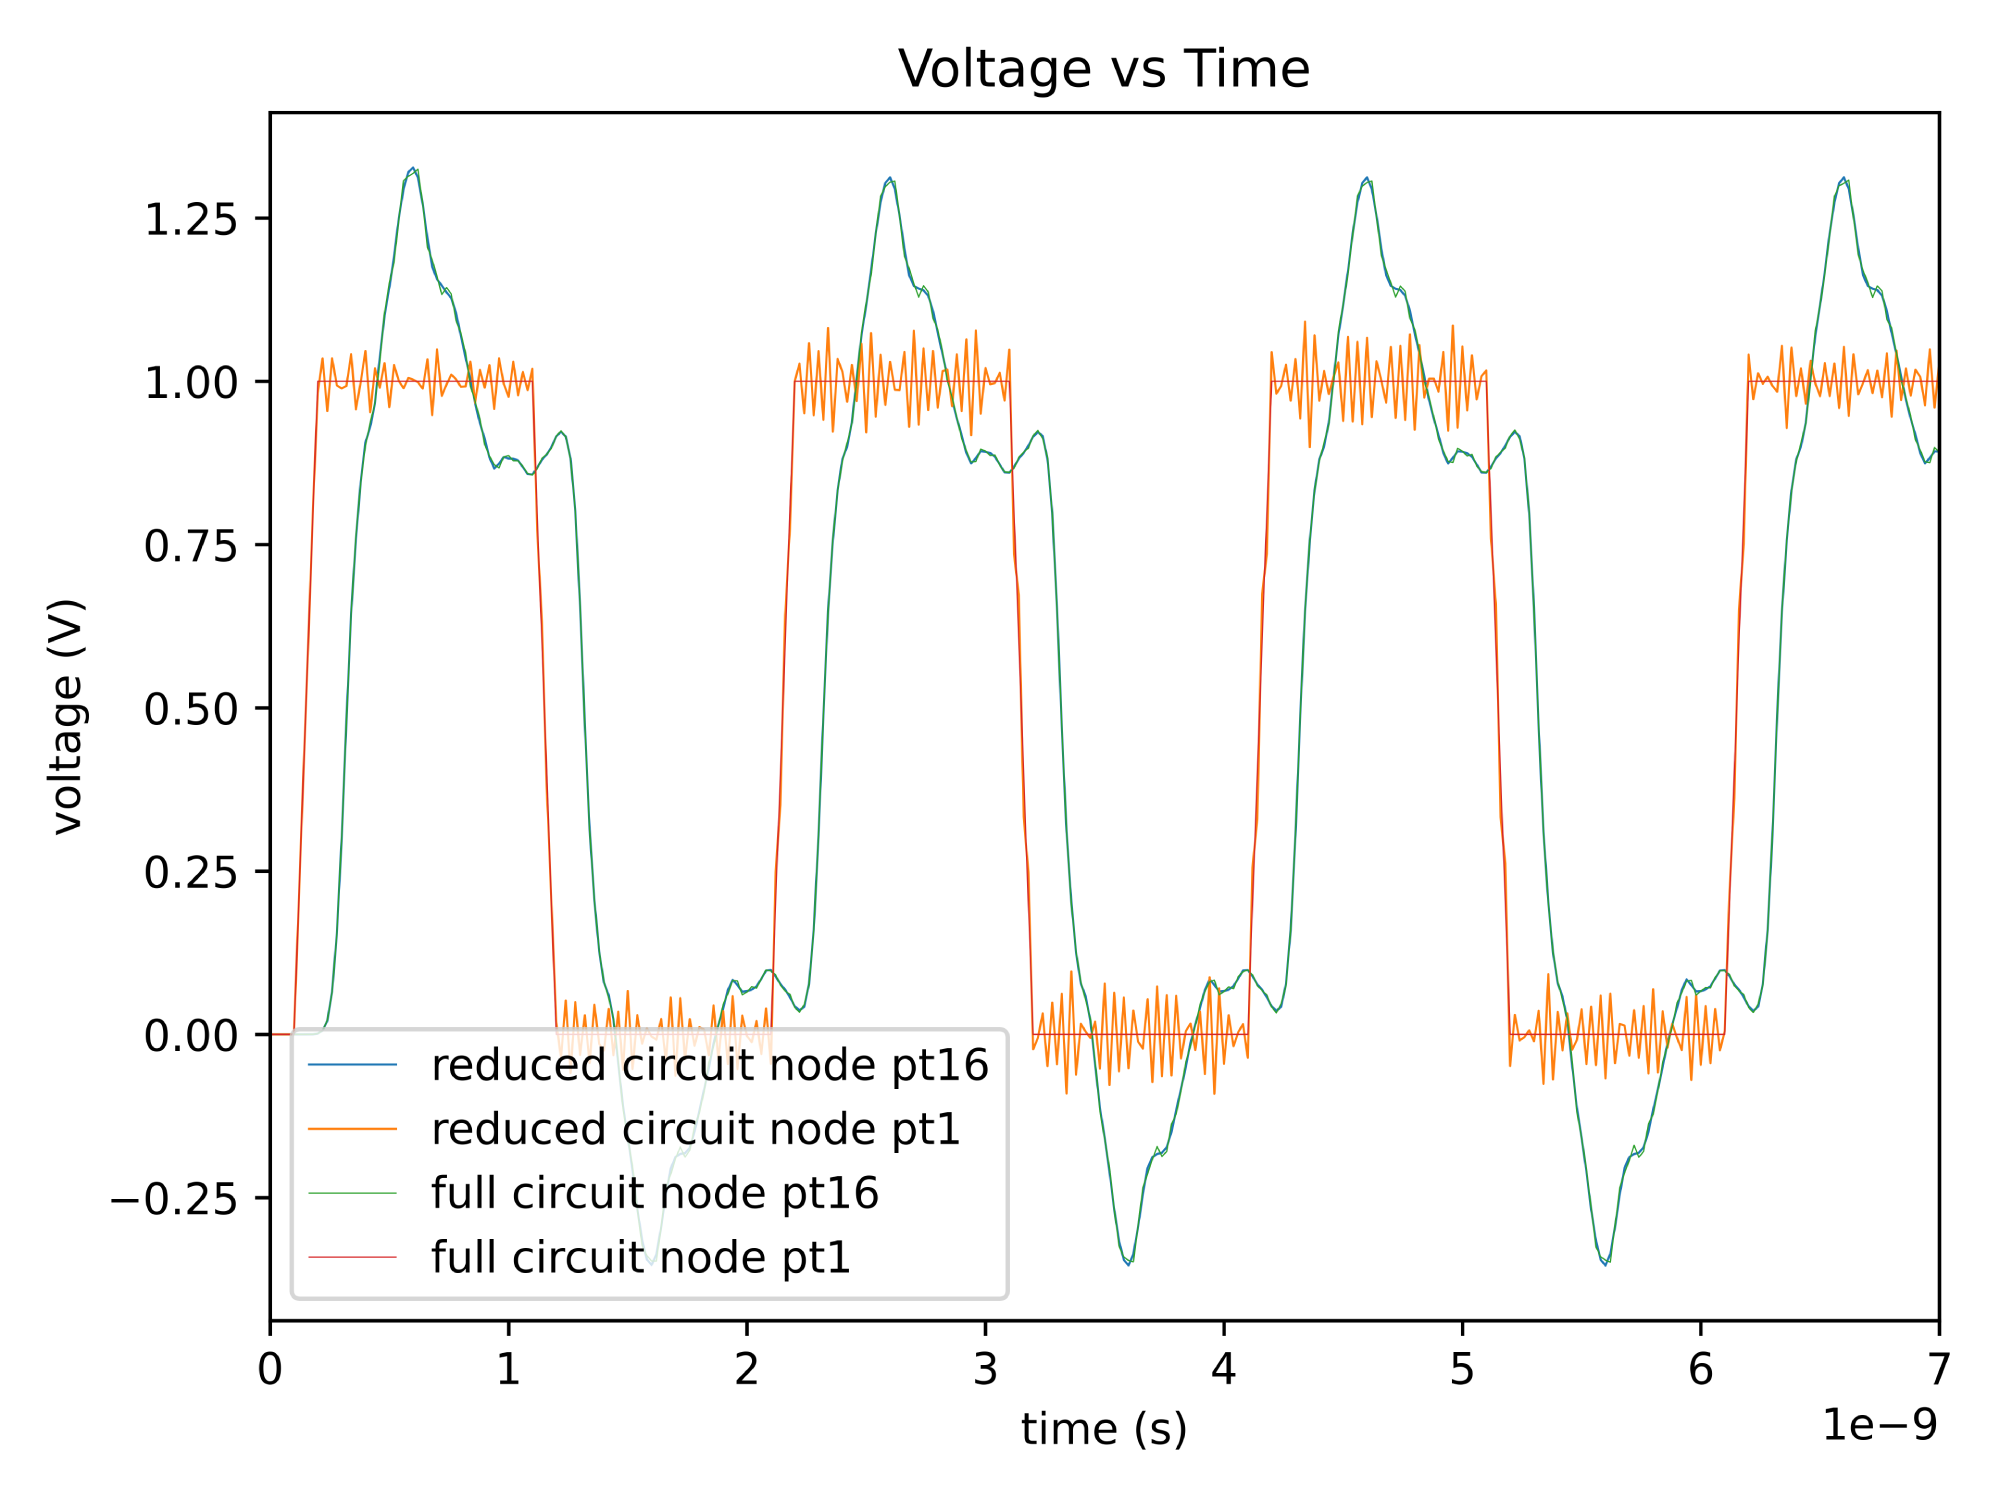 Voltage vs Time
voltage (V)
1.25
1.00
0.75
0.50
0.25
0.00
−0.25
reduced circuit node pt16
reduced circuit node pt1
full circuit node pt16
full circuit node pt1
0 1 2 3 4 5 6 7
time (s)
1e−9